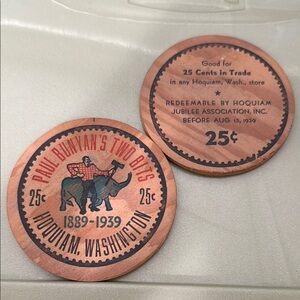 Good for
25 Cents in Trade
in any Hoquiam, Wash., store
REDEEMABLE BY HOQUIAM
JUBILEE ASSOCIATION, INC.
BEFORE AUG. 13, 1939
25¢
PAUL BUNYAN'S TWO BITS
25¢ 25¢
1889-1939
HOQUIAM, WASHINGTON